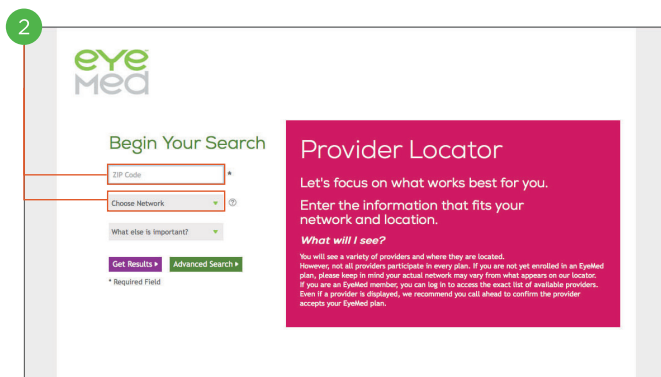 2
eye
Med
Begin Your Search
ZIP Code
*
Choose Network
?
What else is important?
Get Results
Advanced Search
* Required Field
Provider Locator
Let's focus on what works best for you.
Enter the information that fits your
network and location.
What will I see?
You will see a variety of providers and where they are located.
However, not all providers participate in every plan. If you are not yet enrolled in an EyeMed
plan, please keep in mind your actual network may vary from what appears on our locator.
If you are an EyeMed member, you can log in to access the exact list of available providers.
Even if a provider is displayed, we recommend you call ahead to confirm the provider
accepts your EyeMed plan.